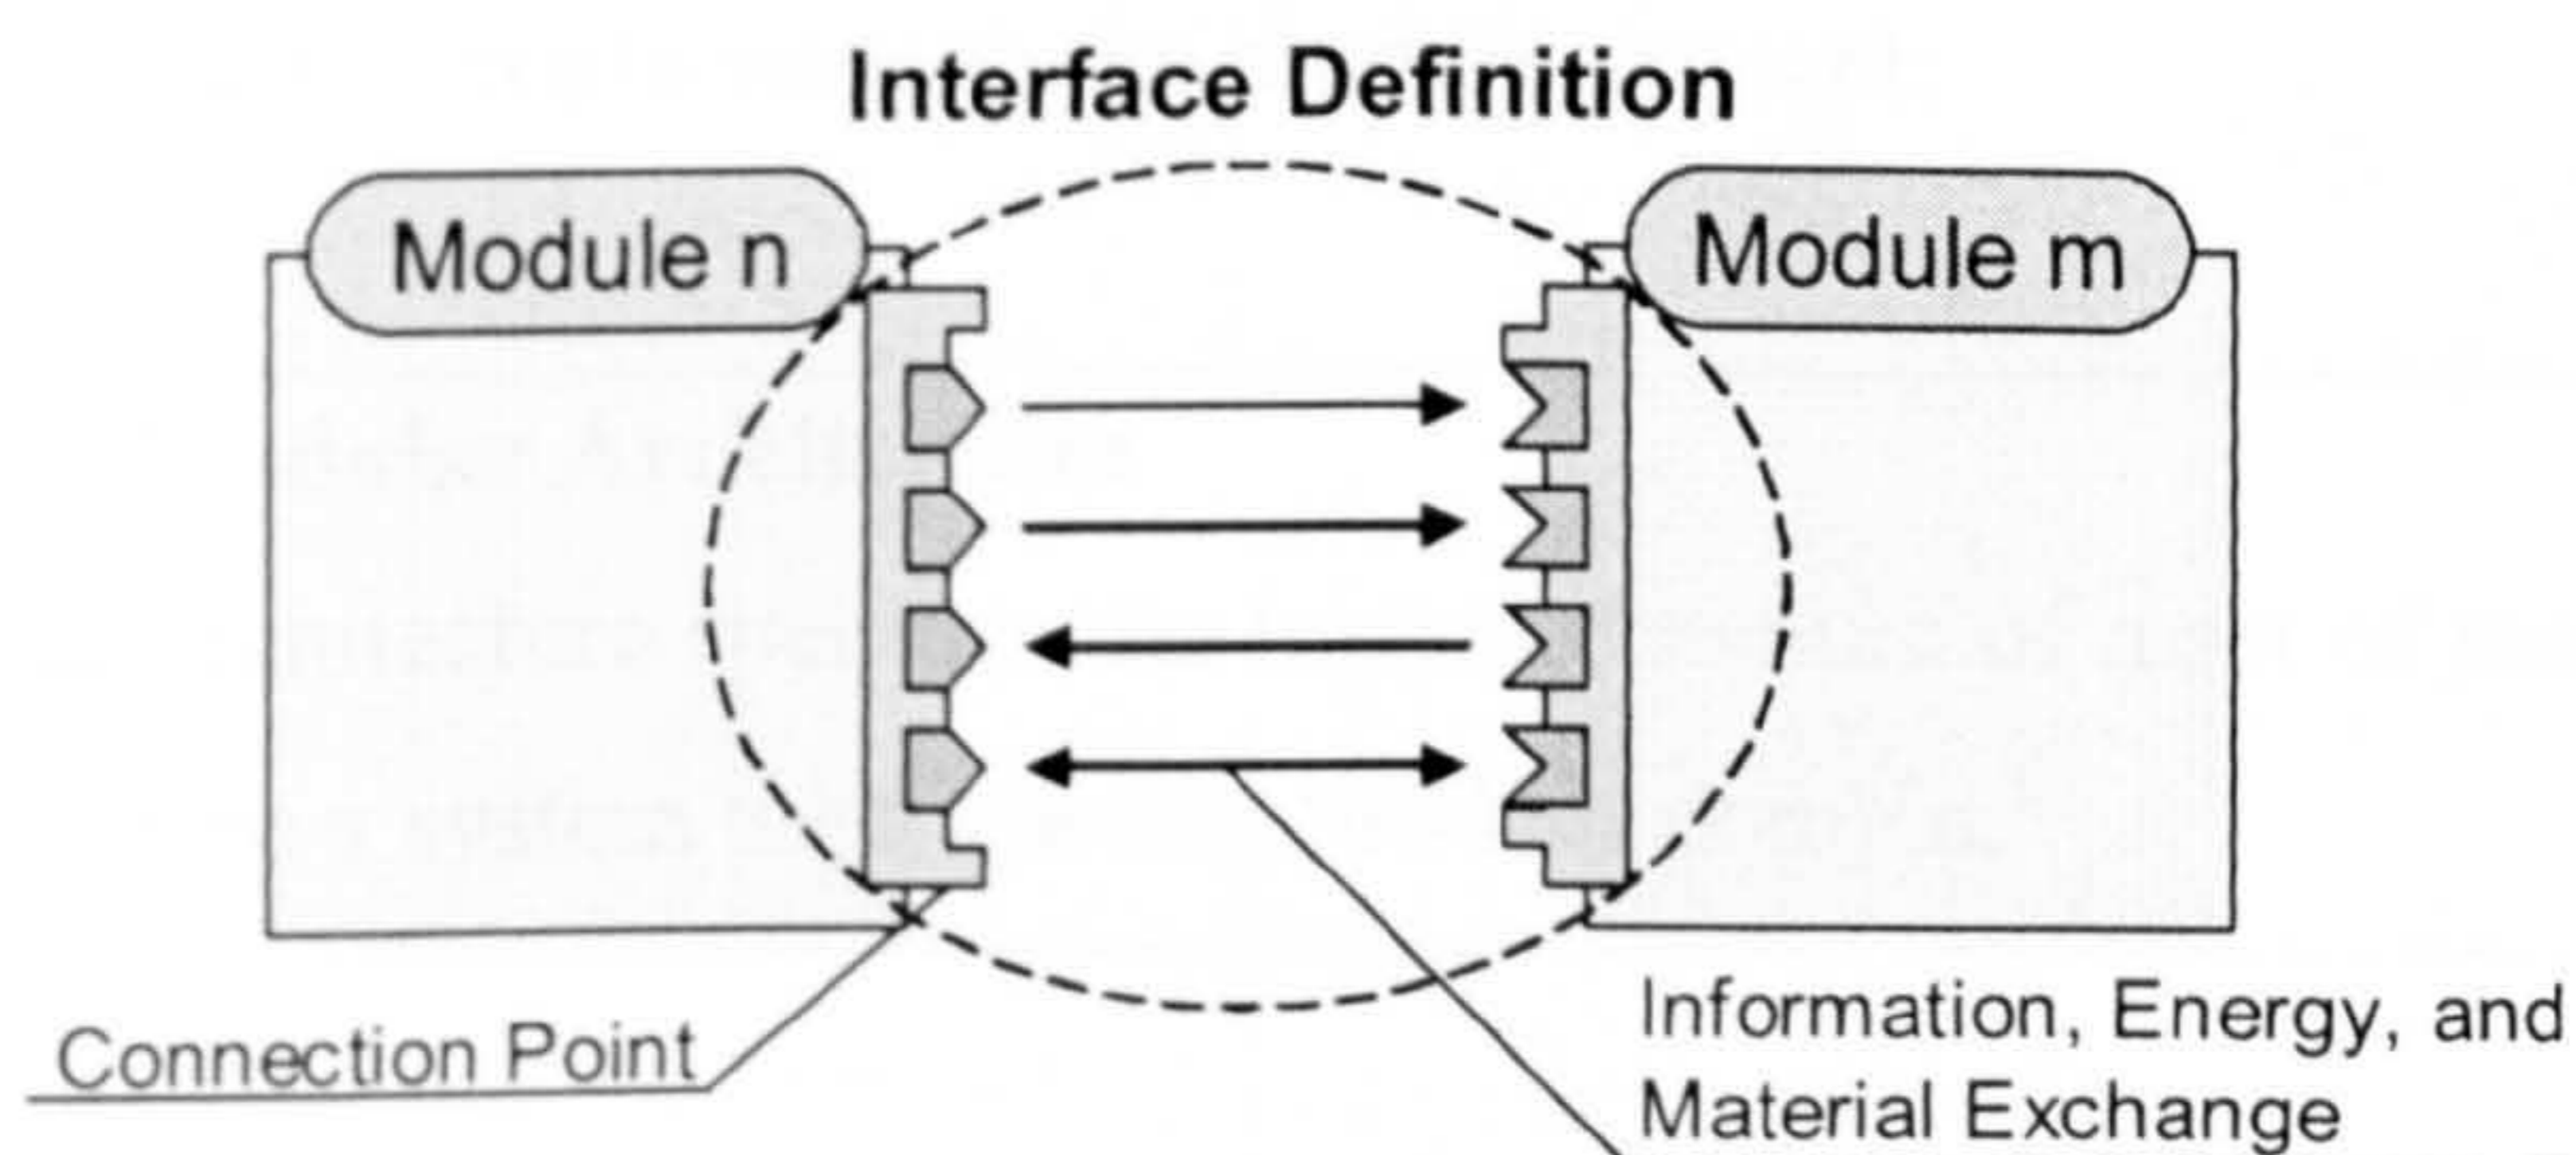 Interface Definition
Module n
Module m
Connection Point
Information, Energy, and
Material Exchange